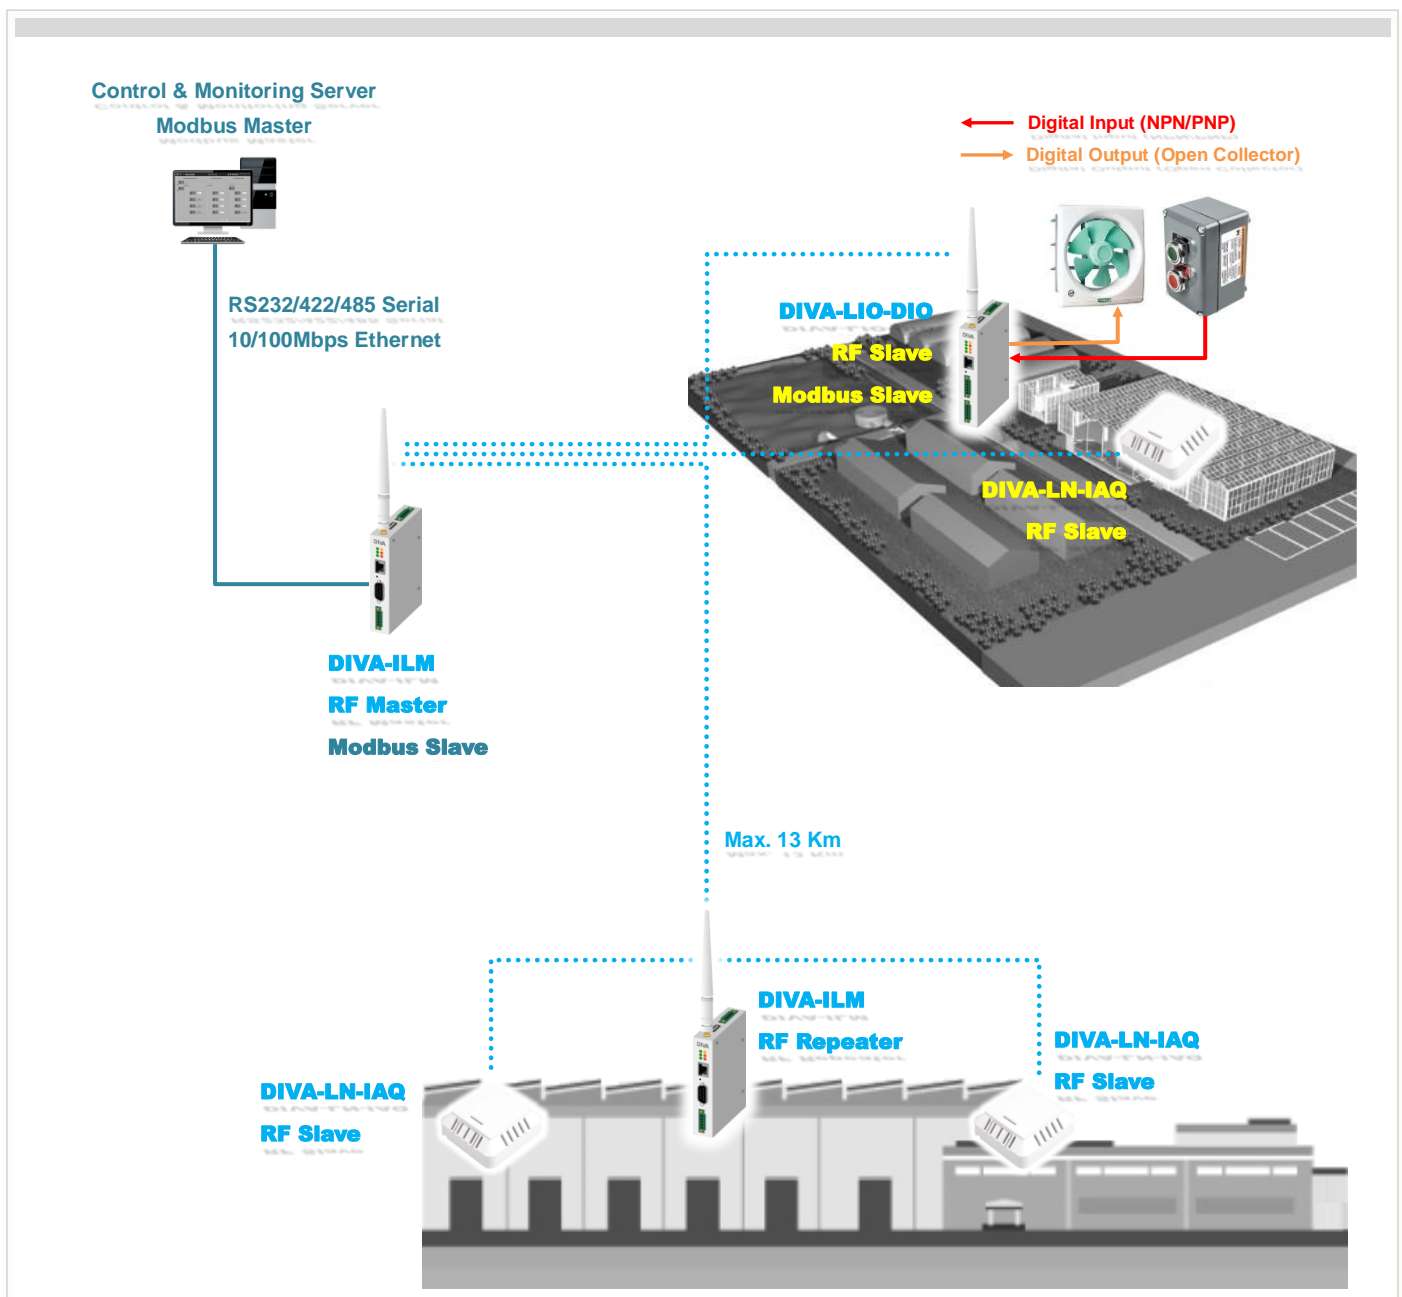 Control & Monitoring Server
Modbus Master
Digital Input (NPN/PNP)
Digital Output (Open Collector)
RS232/422/485 Serial
10/100Mbps Ethernet
DIVA-LIO-DIO
RF Slave
Modbus Slave
DIVA-LN-IAQ
RF Slave
DIVA
DIVA-ILM
RF Master
Modbus Slave
Max. 13 Km
DIVA-ILM
RF Repeater
DIVA
DIVA-LN-IAQ
RF Slave
DIVA-LN-IAQ
RF Slave